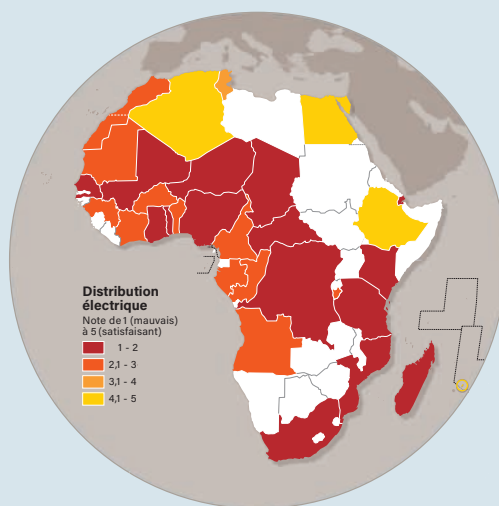 Distribution
électrique
Note de 1 (mauvais)
à 5 (satisfaisant)
1 - 2
2,1 - 3
3,1 - 4
4,1 - 5